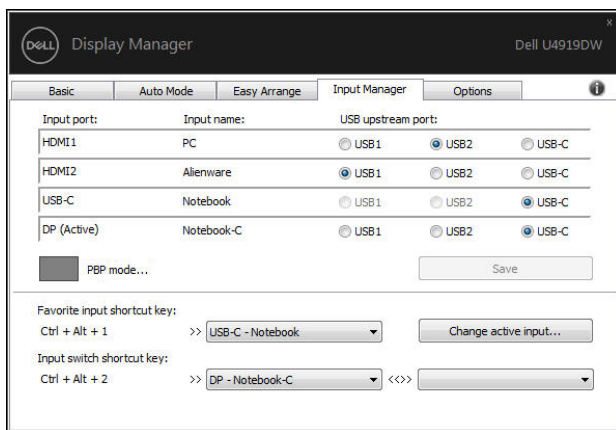 x
DELL Display Manager Dell U4919DW
Basic Auto Mode Easy Arrange Input Manager Options i
Input port: Input name: USB upstream port:
HDMI1 PC USB1 USB2 USB-C
HDMI2 Alienware USB1 USB2 USB-C
USB-C Notebook USB1 USB2 USB-C
DP (Active) Notebook-C USB1 USB2 USB-C
PBP mode... Save
Favorite input shortcut key:
Ctrl + Alt + 1 >> USB-C - Notebook Change active input...
Input switch shortcut key:
Ctrl + Alt + 2 >> DP - Notebook-C <<>>